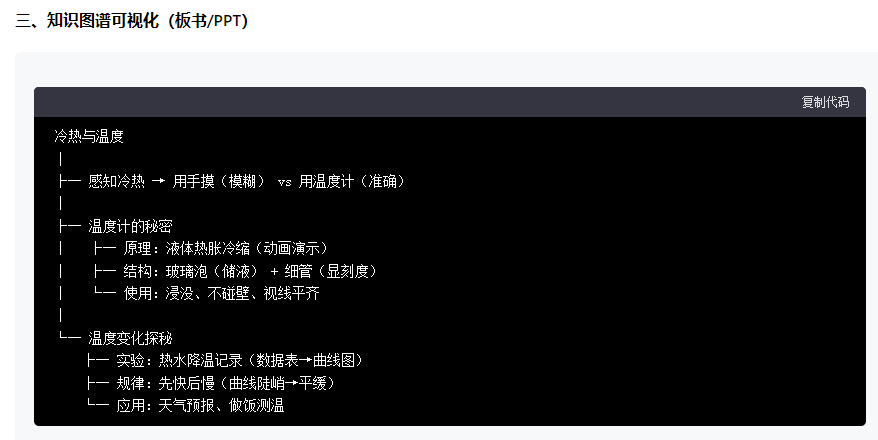 三、知识图谱可视化（板书/PPT）
复制代码
冷热与温度
│
├─ 感知冷热 → 用手摸（模糊） vs 用温度计（准确）
│
├─ 温度计的秘密
│   ├─ 原理：液体热胀冷缩（动画演示）
│   ├─ 结构：玻璃泡（储液） + 细管（显刻度）
│   └─ 使用：浸没、不碰壁、视线平齐
│
└─ 温度变化探秘
    ├─ 实验：热水降温记录（数据表→曲线图）
    ├─ 规律：先快后慢（曲线陡峭→平缓）
    └─ 应用：天气预报、做饭测温